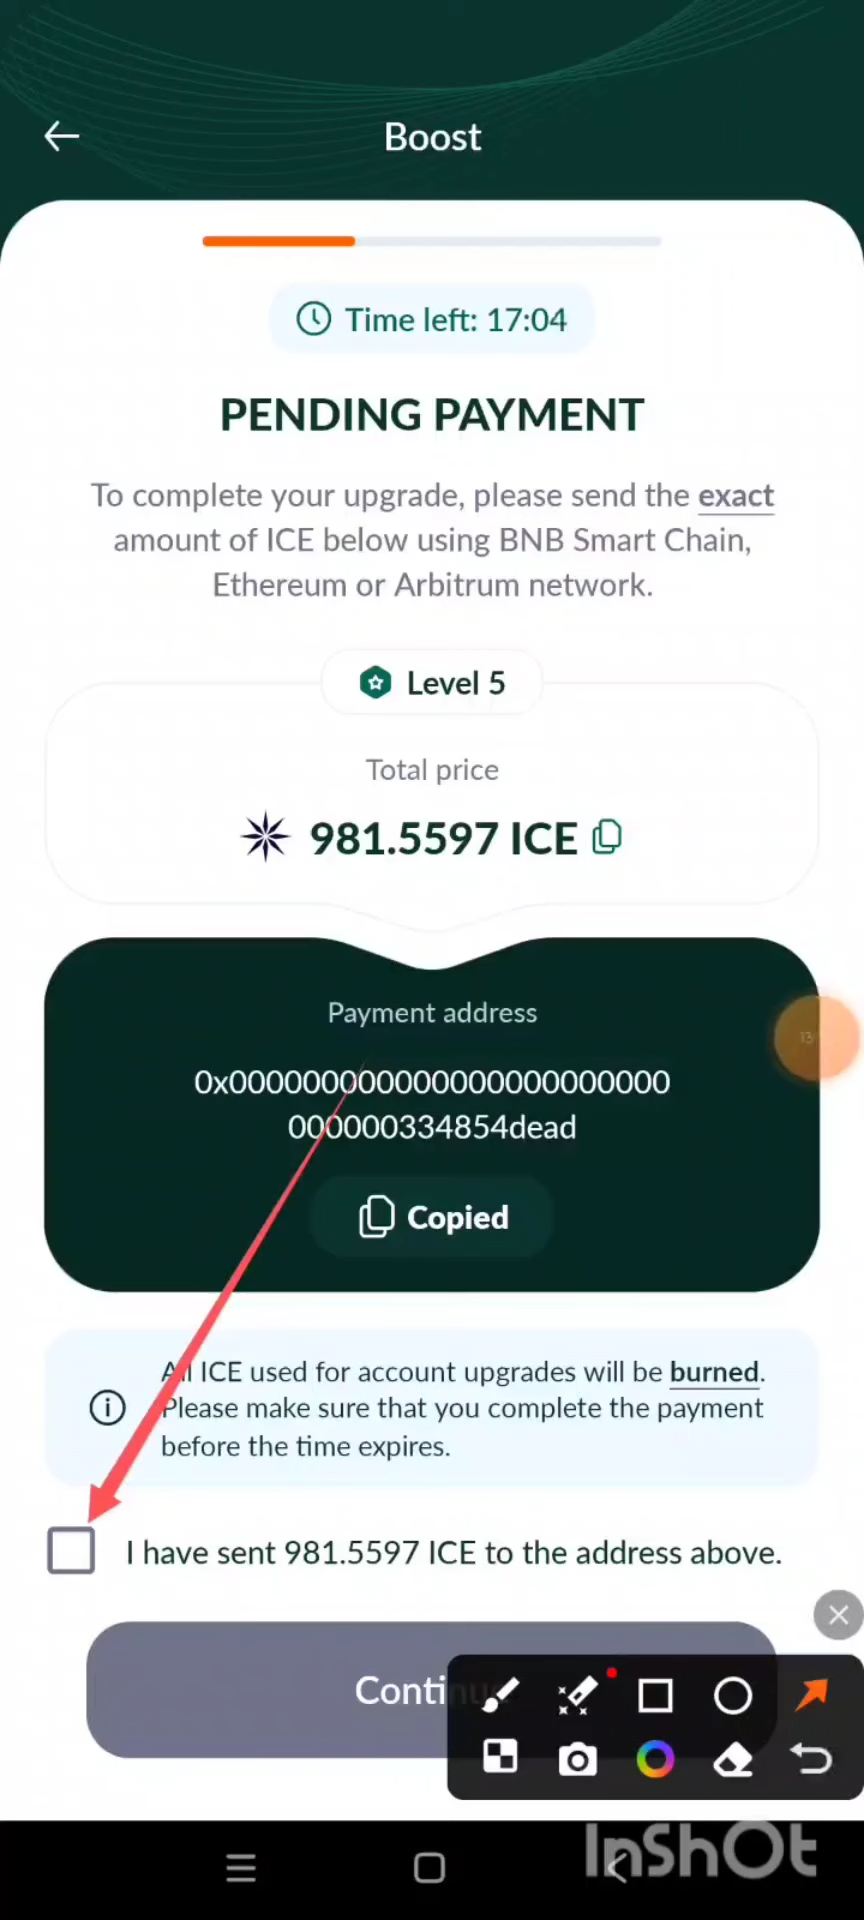 Boost
Time left: 17:04
PENDING PAYMENT
To complete your upgrade, please send the exact
amount of ICE below using BNB Smart Chain,
Ethereum or Arbitrum network.
Level 5
Total price
981.5597 ICE
Payment address
0x0000000000000000000000000
000000334854dead
Copied
All ICE used for account upgrades will be burned.
Please make sure that you complete the payment
before the time expires.
I have sent 981.5597 ICE to the address above.
Continue
InShOt